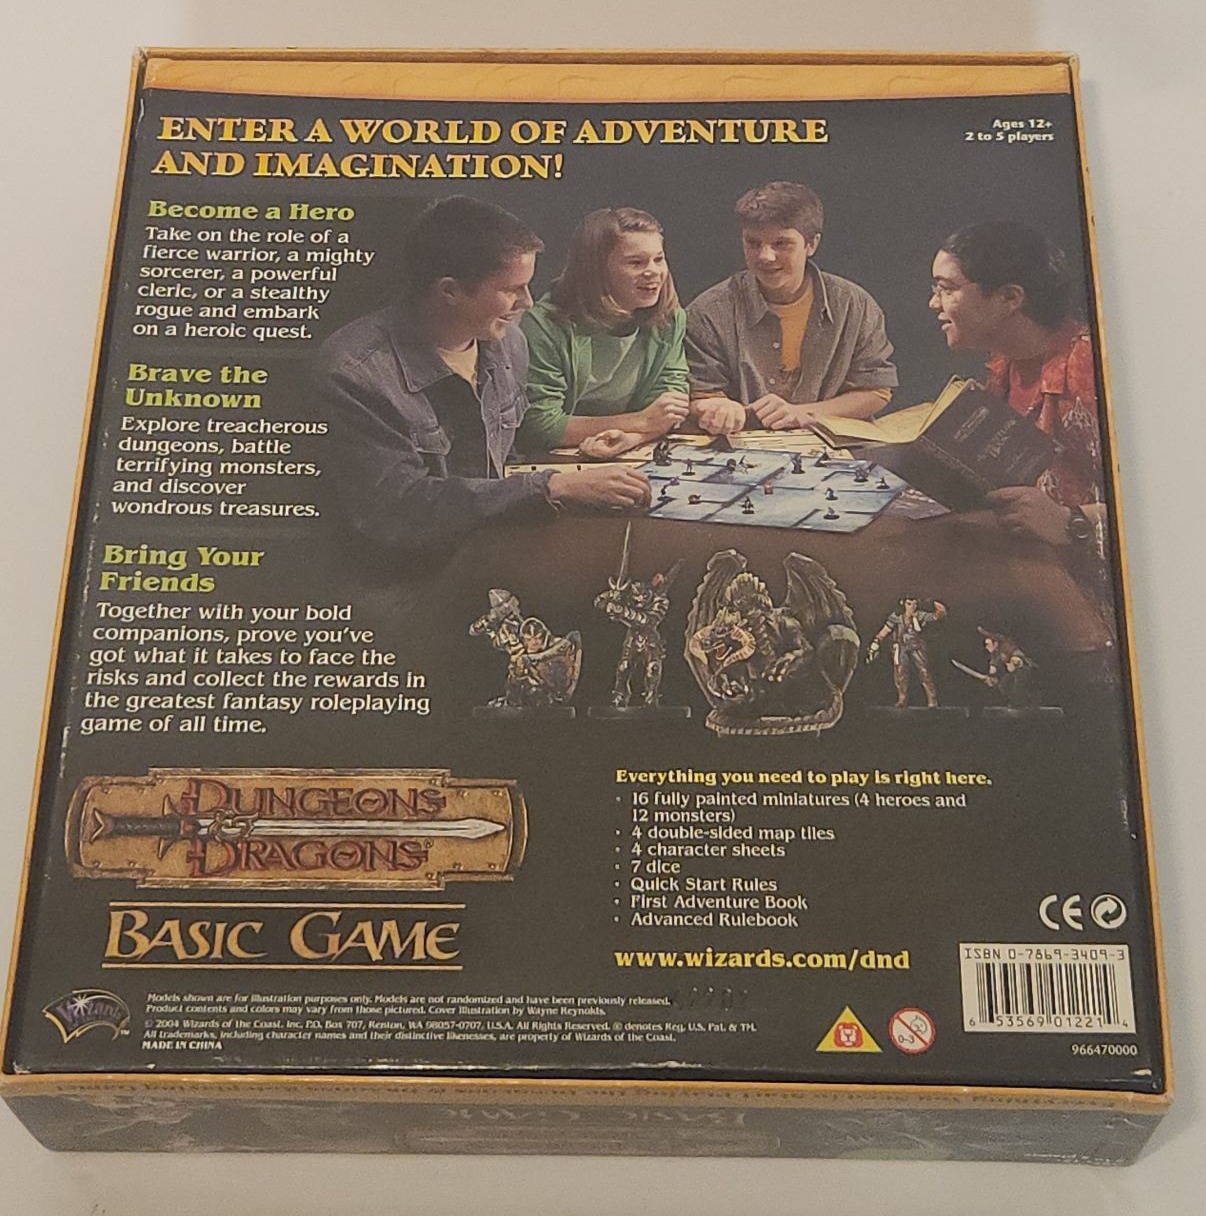 ENTER A WORLD OF ADVENTURE
AND IMAGINATION!
Ages 12+
2 to 5 players
Become a Hero
Take on the role of a
fierce warrior, a mighty
sorcerer, a powerful
cleric, or a stealthy
rogue and embark
on a heroic quest.
Brave the
Unknown
Explore treacherous
dungeons, battle
terrifying monsters,
and discover
wondrous treasures.
Bring Your
Friends
Together with your bold
companions, prove you've
got what it takes to face the
risks and collect the rewards in
the greatest fantasy roleplaying
game of all time.
DUNGEONS
DRAGONS®
BASIC GAME
Everything you need to play is right here.
• 16 fully painted miniatures (4 heroes and
12 monsters)
• 4 double-sided map tiles
• 4 character sheets
• 7 dice
• Quick Start Rules
• First Adventure Book
• Advanced Rulebook
www.wizards.com/dnd
CE
ISBN 0-7869-3409-3
6 53569 01221 4
966470000
0-3
Wizards
TM
Models shown are for illustration purposes only. Models are not randomized and have been previously released.
Product contents and colors may vary from those pictured. Cover illustration by Wayne Reynolds.
© 2004 Wizards of the Coast, Inc, P.O. Box 707, Renton, WA 98057-0707, U.S.A. All Rights Reserved. ® denotes Reg. U.S. Pat. & TM.
All trademarks, including character names and their distinctive likenesses, are property of Wizards of the Coast.
MADE IN CHINA
BASIC GAME